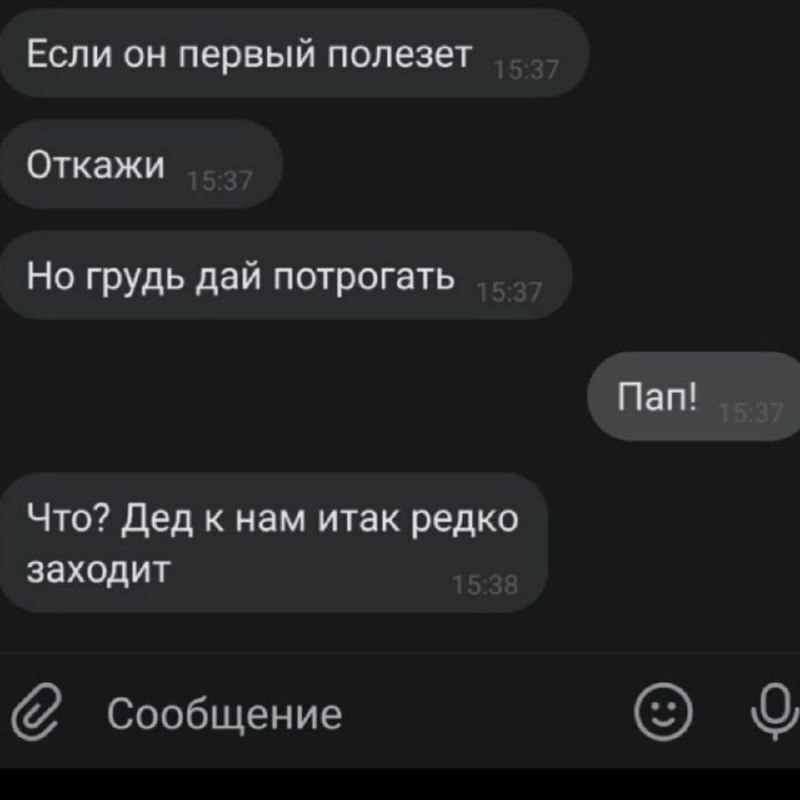 Если он первый полезет 15:37
Откажи 15:37
Но грудь дай потрогать 15:37
Пап! 15:37
Что? Дед к нам итак редко
заходит 15:38
Сообщение